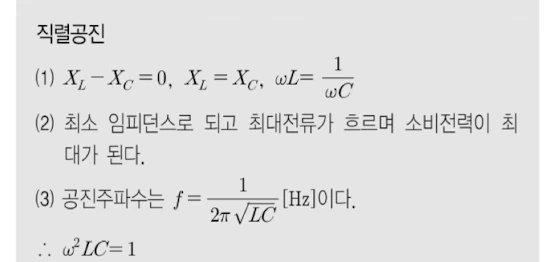 직렬공진
(1) X_L − X_C = 0, X_L = X_C, ωL = 1/ωC
(2) 최소 임피던스로 되고 최대전류가 흐르며 소비전력이 최
대가 된다.
(3) 공진주파수는 f = 1/2π√LC [Hz]이다.
∴ ω²LC = 1